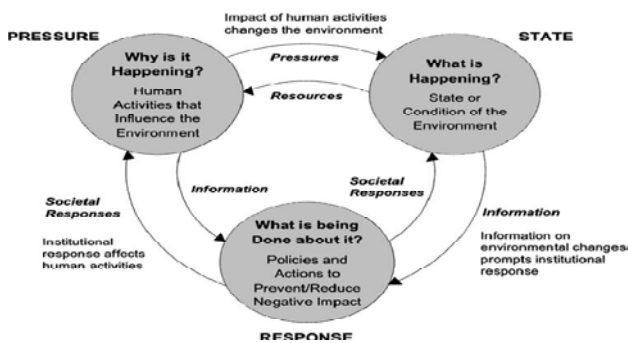 Impact of human activities
changes the environment
PRESSURE
STATE
Why is it
Happening?
Human
Activities that
Influence the
Environment
Pressures
Resources
What is
Happening?
State or
Condition of the
Environment
Information
Societal
Responses
Institutional
response affects
human activities
Societal
Responses
Information
Information on
environmental changes
prompts institutional
response
What is being
Done about it?
Policies and
Actions to
Prevent/Reduce
Negative Impact
RESPONSE